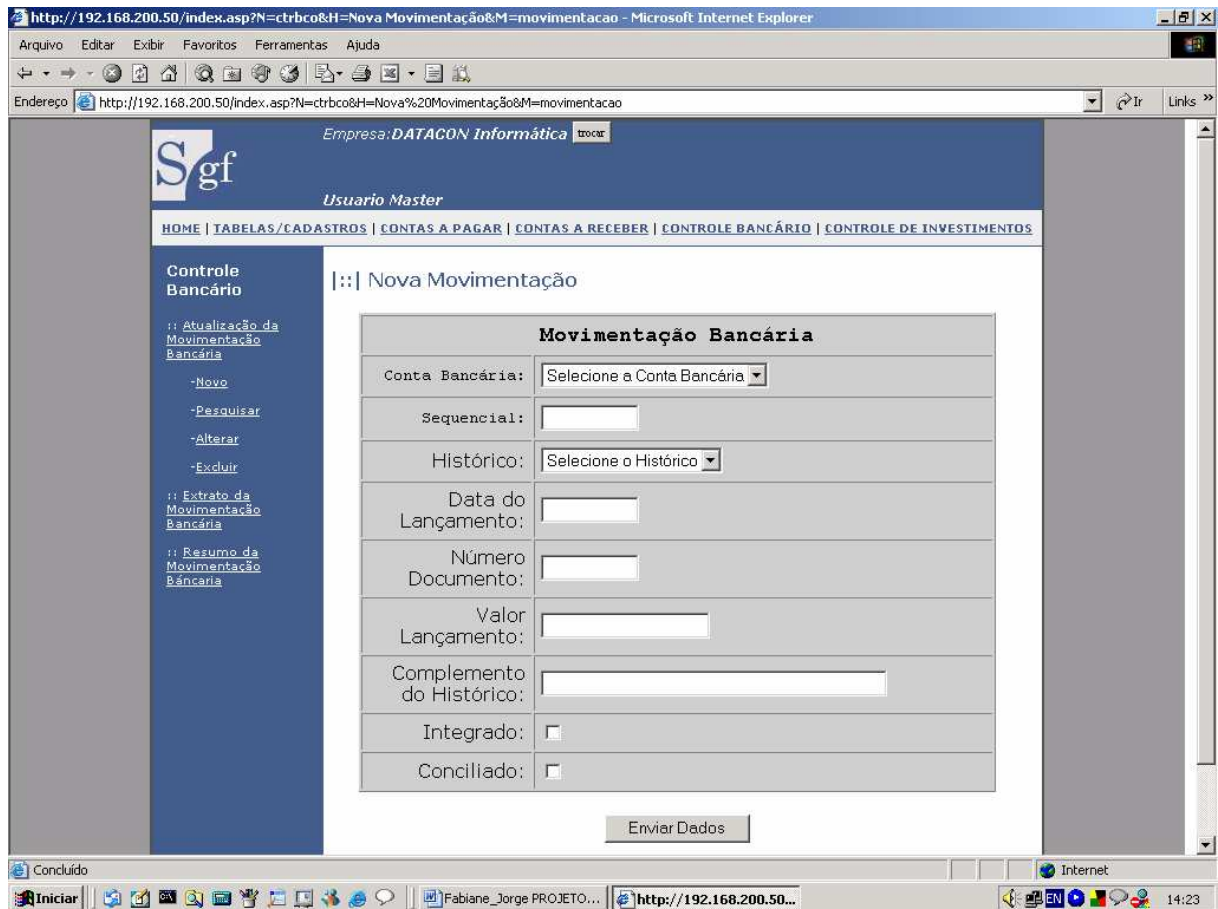 http://192.168.200.50/index.asp?N=ctrbco&H=Nova Movimentação&M=movimentacao - Microsoft Internet Explorer
Arquivo Editar Exibir Favoritos Ferramentas Ajuda
Endereço http://192.168.200.50/index.asp?N=ctrbco&H=Nova%20Movimentação&M=movimentacao Ir Links »
Sgf
Empresa:DATACON Informática trocar
Usuario Master
HOME | TABELAS/CADASTROS | CONTAS A PAGAR | CONTAS A RECEBER | CONTROLE BANCÁRIO | CONTROLE DE INVESTIMENTOS
Controle
Bancário
:: Atualização da
Movimentação
Bancária
-Novo
-Pesquisar
-Alterar
-Excluir
:: Extrato da
Movimentação
Bancária
:: Resumo da
Movimentação
Báncaria
|::| Nova Movimentação
Movimentação Bancária
Conta Bancária: Selecione a Conta Bancária
Sequencial:
Histórico: Selecione o Histórico
Data do
Lançamento:
Número
Documento:
Valor
Lançamento:
Complemento
do Histórico:
Integrado:
Conciliado:
Enviar Dados
Concluído Internet
Iniciar Fabiane_Jorge PROJETO... http://192.168.200.50... EN 14:23